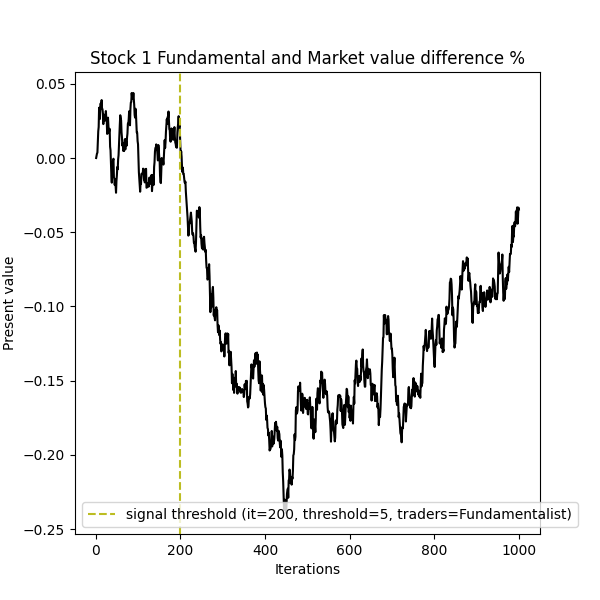 Stock 1 Fundamental and Market value difference %
Present value
0.05
0.00
−0.05
−0.10
−0.15
−0.20
−0.25
signal threshold (it=200, threshold=5, traders=Fundamentalist)
0 200 400 600 800 1000
Iterations